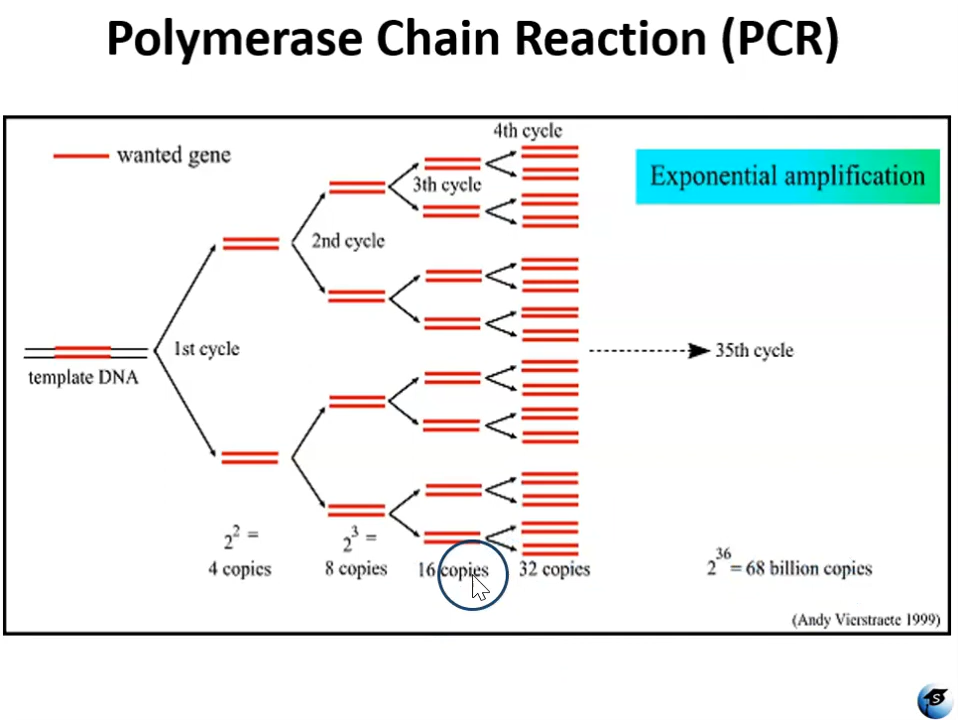 Polymerase Chain Reaction (PCR)
4th cycle
wanted gene
Exponential amplification
3th cycle
2nd cycle
1st cycle
35th cycle
template DNA
2² =
4 copies
2³ =
8 copies
16 copies
32 copies
2³⁶ = 68 billion copies
(Andy Vierstraete 1999)
S